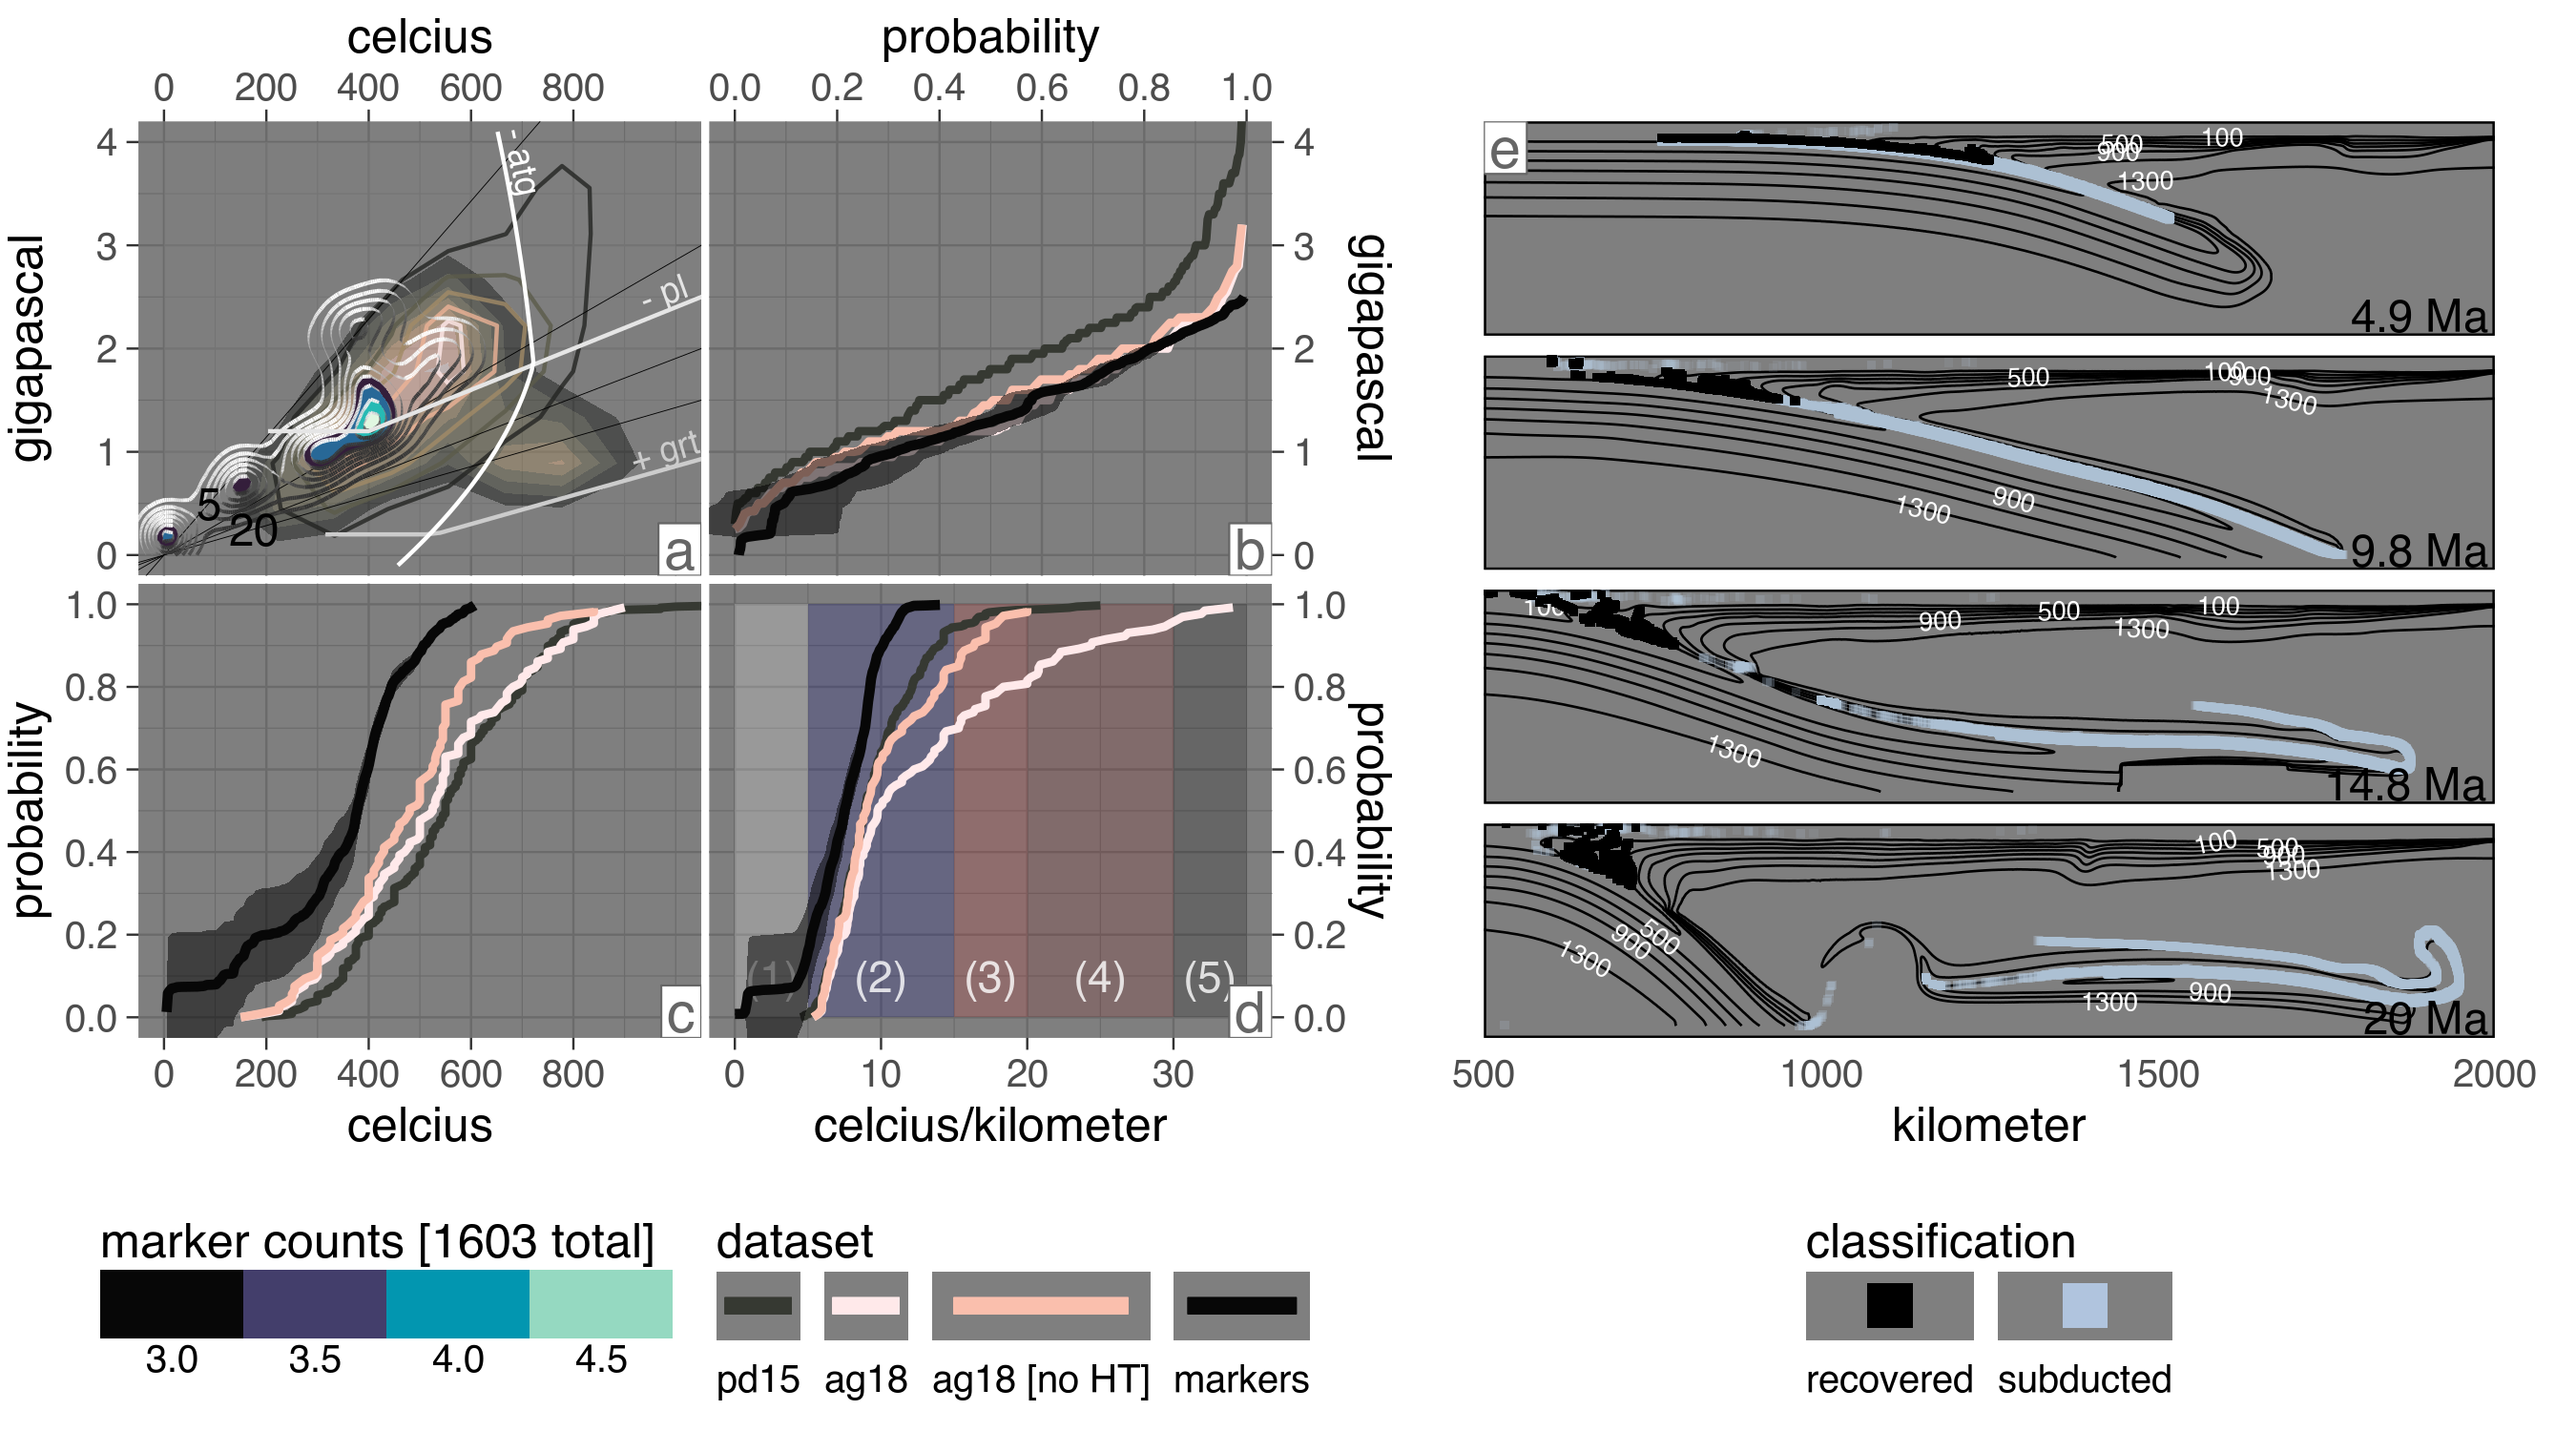 celcius
probability
0 200 400 600 800
0.0 0.2 0.4 0.6 0.8 1.0
gigapascal
4
3
2
1
0
- atg
- pl
+ grt
5
20
a
b
4
3
2
1
0
gigapascal
probability
1.0
0.8
0.6
0.4
0.2
0.0
c
(1) (2) (3) (4) (5)
d
1.0
0.8
0.6
0.4
0.2
0.0
probability
0 200 400 600 800
0 10 20 30
celcius
celcius/kilometer
e
500
900
100
1300
4.9 Ma
500
100
900
1300
900
1300
9.8 Ma
100
900
500
100
1300
1300
14.8 Ma
100
500
900
1300
500
900
1300
1300
900
20 Ma
500 1000 1500 2000
kilometer
marker counts [1603 total]
3.0 3.5 4.0 4.5
dataset
pd15 ag18 ag18 [no HT] markers
classification
recovered subducted